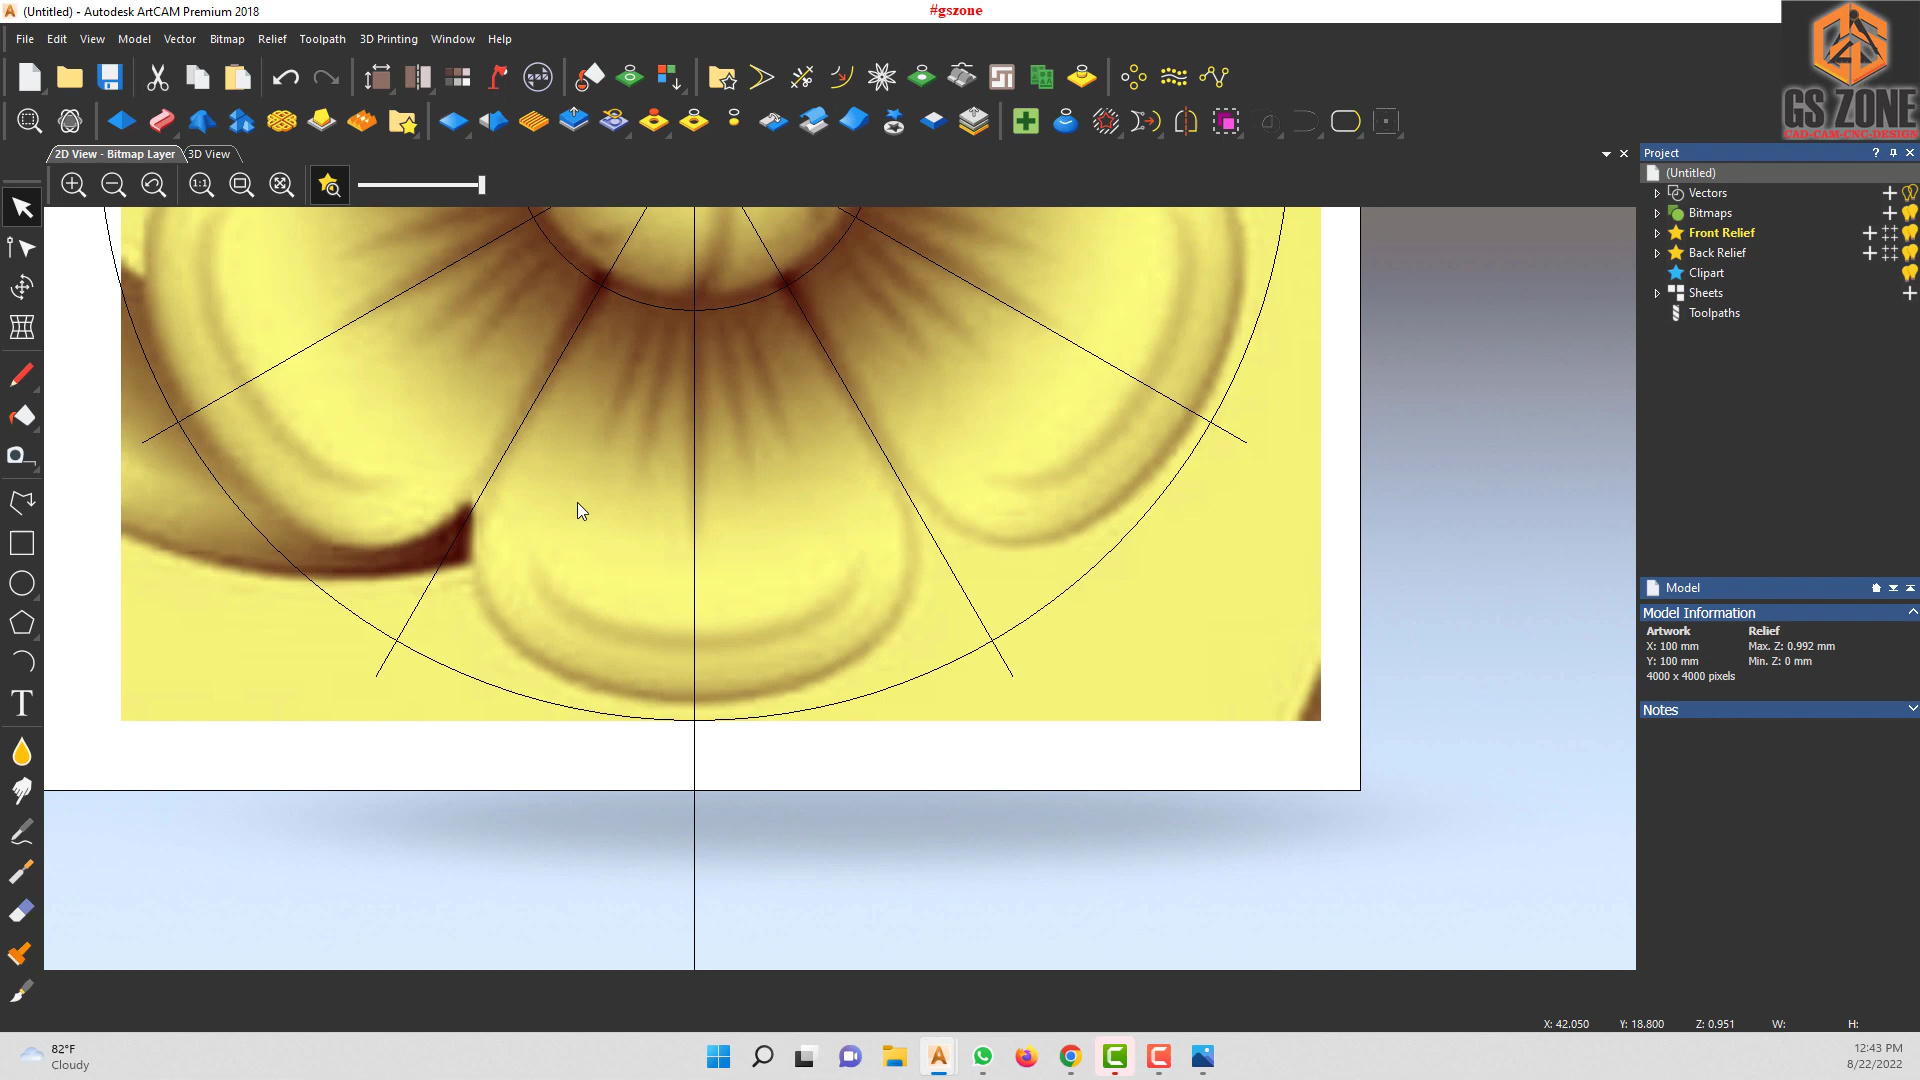 (Untitled) - Autodesk ArtCAM Premium 2018
#gszone
File Edit View Model Vector Bitmap Relief Toolpath 3D Printing Window Help
GS ZONE
CAD-CAM-CNC-DESIGN
2D View - Bitmap Layer 3D View
1:1
Project
(Untitled)
Vectors
Bitmaps
Front Relief
Back Relief
Clipart
Sheets
Toolpaths
Model
Model Information
Artwork Relief
X: 100 mm Max. Z: 0.992 mm
Y: 100 mm Min. Z: 0 mm
4000 x 4000 pixels
Notes
X: 42.050 Y: 18.800 Z: 0.951 W: H:
82°F
Cloudy
12:43 PM
8/22/2022